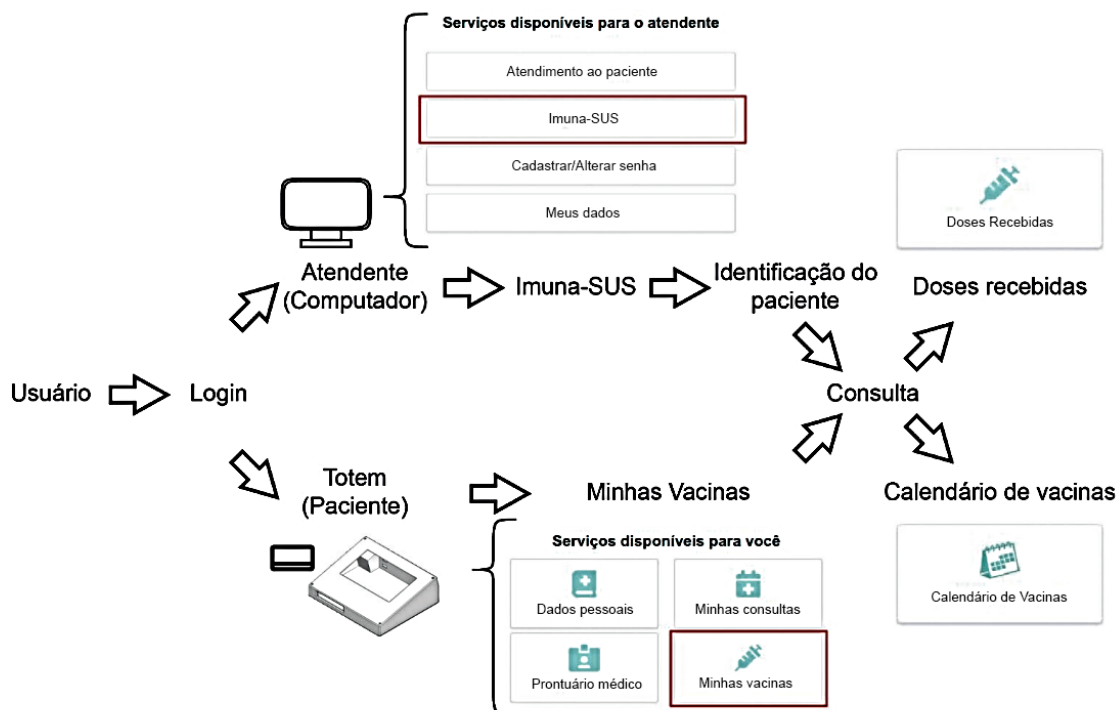 Serviços disponíveis para o atendente
Atendimento ao paciente
Imuna-SUS
Cadastrar/Alterar senha
Meus dados
Doses Recebidas
Atendente
(Computador)
Imuna-SUS
Identificação do
paciente
Doses recebidas
Usuário
Login
Consulta
Totem
(Paciente)
Minhas Vacinas
Calendário de vacinas
Serviços disponíveis para você
Dados pessoais
Minhas consultas
Prontuário médico
Minhas vacinas
Calendário de Vacinas